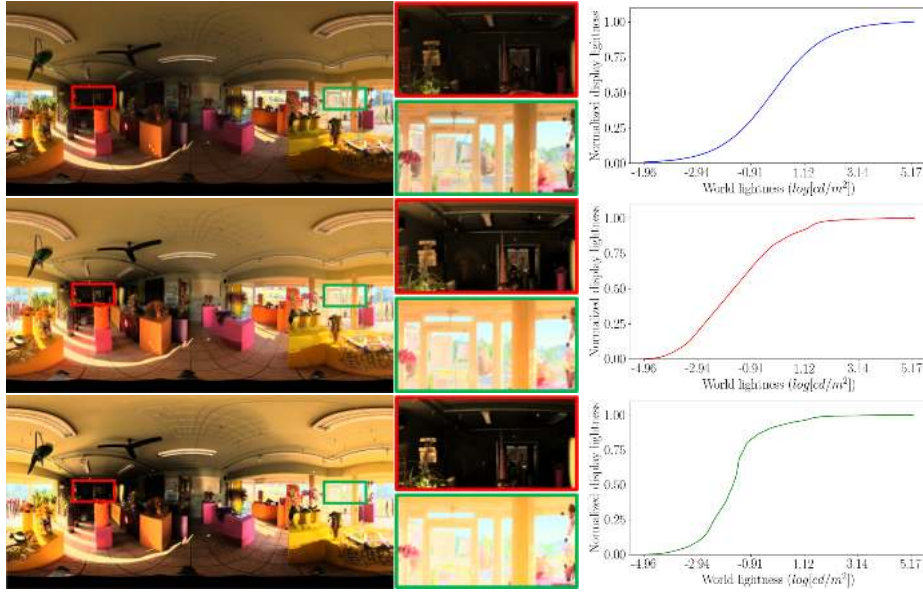 1.00
0.75
0.50
0.25
0.00
Normalized display lightness
-4.96 -2.94 -0.91 1.12 3.14 5.17
World lightness (log[cd/m²])
1.00
0.75
0.50
0.25
0.00
Normalized display lightness
-4.96 -2.94 -0.91 1.12 3.14 5.17
World lightness (log[cd/m²])
1.00
0.75
0.50
0.25
0.00
Normalized display lightness
-4.96 -2.94 -0.91 1.12 3.14 5.17
World lightness (log[cd/m²])